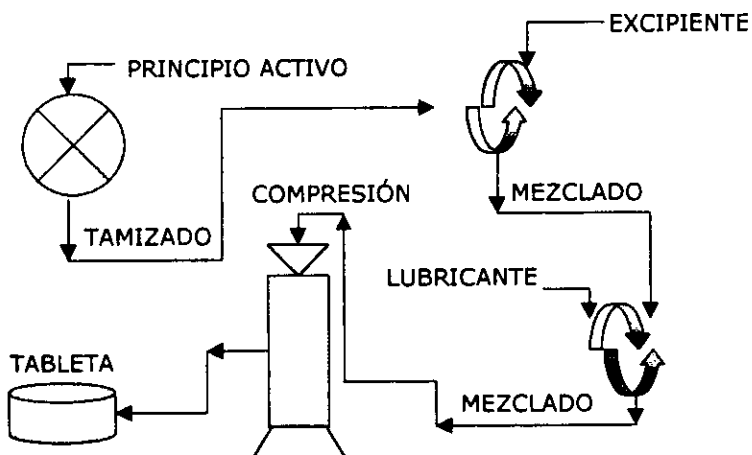 EXCIPIENTE
PRINCIPIO ACTIVO
MEZCLADO
COMPRESIÓN
TAMIZADO
LUBRICANTE
TABLETA
MEZCLADO